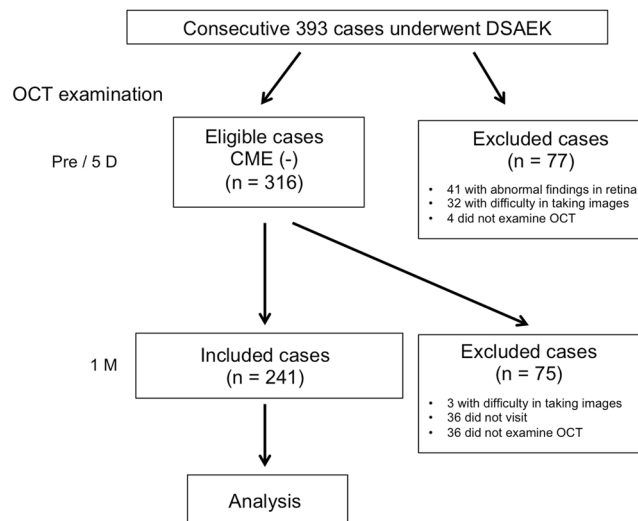 Consecutive 393 cases underwent DSAEK
OCT examination
Pre / 5 D
Eligible cases
CME (-)
(n = 316)
Excluded cases
(n = 77)
• 41 with abnormal findings in retina
• 32 with difficulty in taking images
• 4 did not examine OCT
1 M
Included cases
(n = 241)
Excluded cases
(n = 75)
• 3 with difficulty in taking images
• 36 did not visit
• 36 did not examine OCT
Analysis